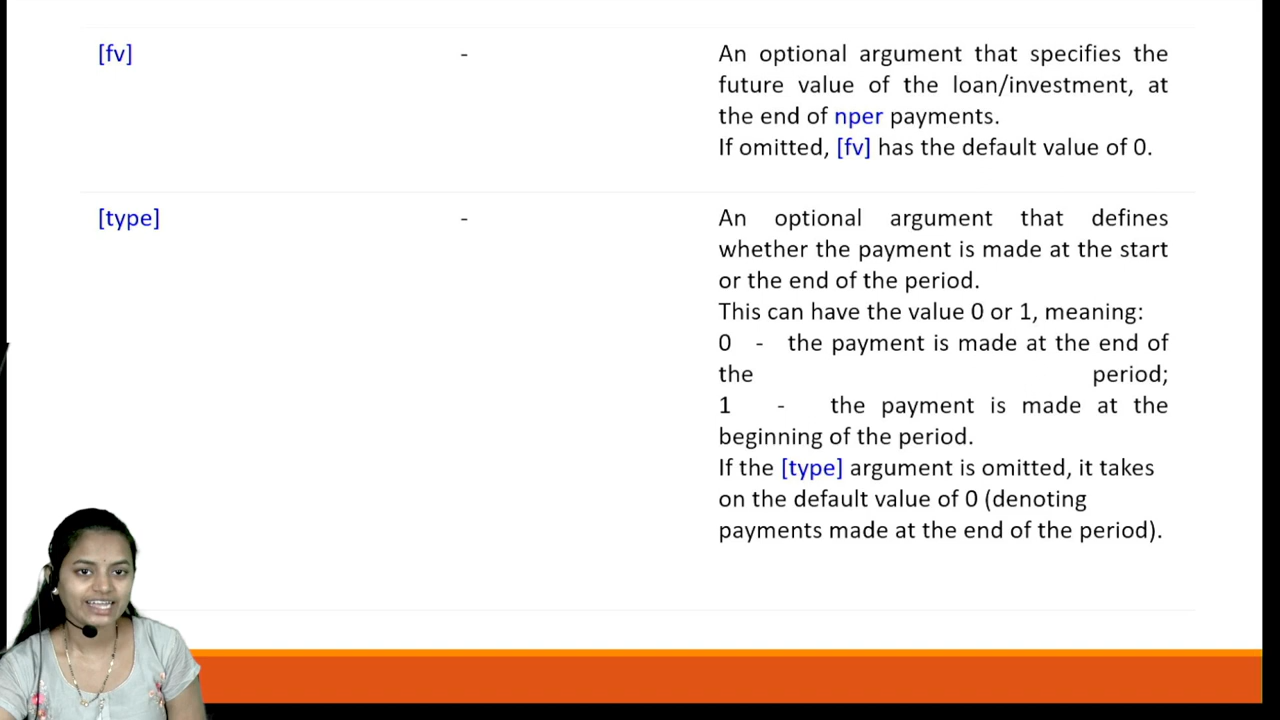 [fv] - An optional argument that specifies the
future value of the loan/investment, at
the end of nper payments.
If omitted, [fv] has the default value of 0.
[type] - An optional argument that defines
whether the payment is made at the start
or the end of the period.
This can have the value 0 or 1, meaning:
0 - the payment is made at the end of
the period;
1 - the payment is made at the
beginning of the period.
If the [type] argument is omitted, it takes
on the default value of 0 (denoting
payments made at the end of the period).